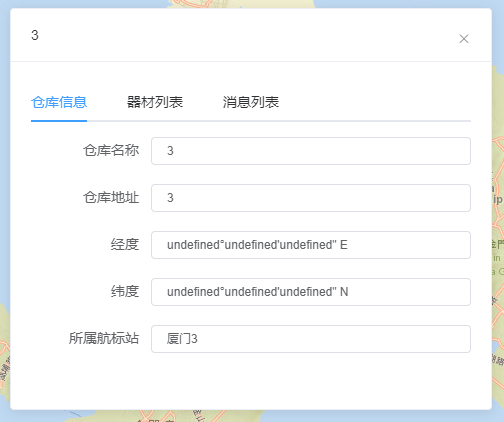 3
×
仓库信息 器材列表 消息列表
仓库名称 3
仓库地址 3
经度 undefined°undefined'undefined" E
纬度 undefined°undefined'undefined" N
所属航标站 厦门3